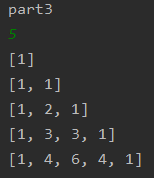 part3
5
[1]
[1, 1]
[1, 2, 1]
[1, 3, 3, 1]
[1, 4, 6, 4, 1]